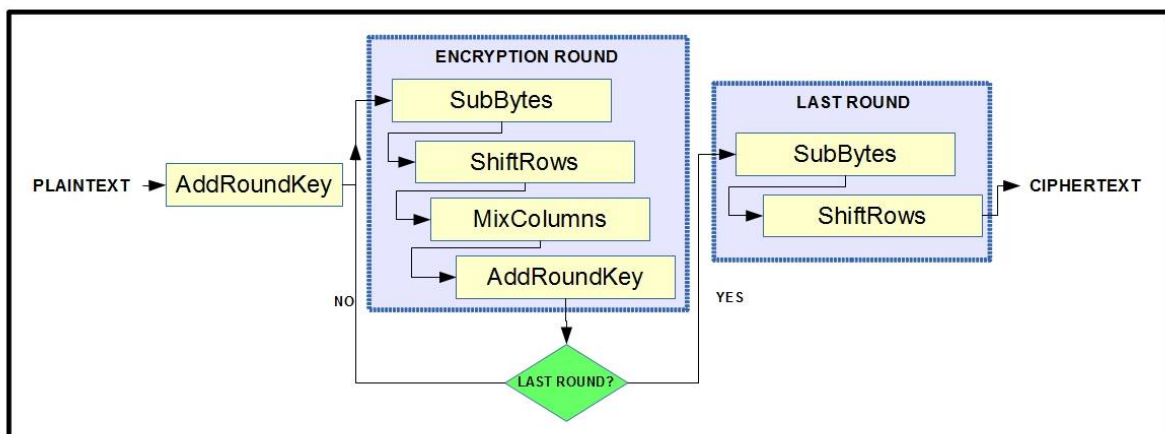 ENCRYPTION ROUND
SubBytes
ShiftRows
MixColumns
AddRoundKey
LAST ROUND
SubBytes
ShiftRows
PLAINTEXT
AddRoundKey
CIPHERTEXT
NO
YES
LAST ROUND?